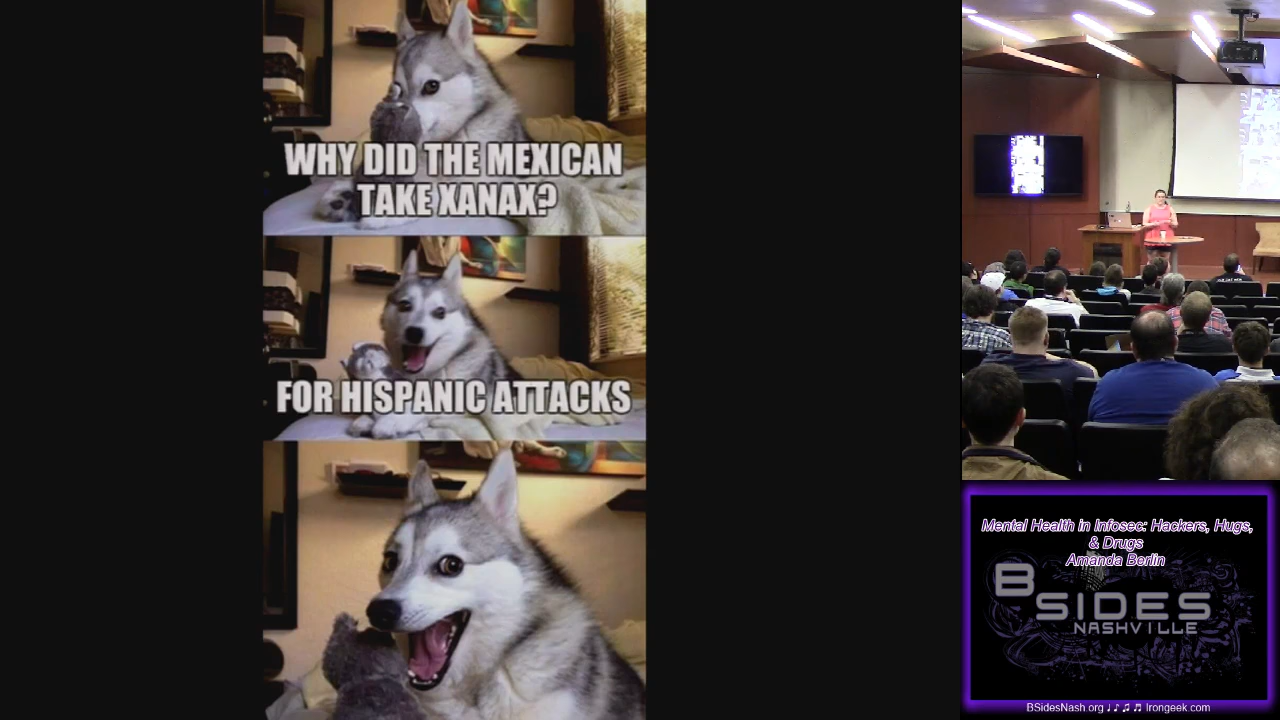 WHY DID THE MEXICAN
TAKE XANAX?
FOR HISPANIC ATTACKS
Mental Health in Infosec: Hackers, Hugs,
& Drugs
Amanda Berlin
BSIDES
NASHVILLE
BSidesNash.org ♩ ♪ ♫ ♬ Irongeek.com